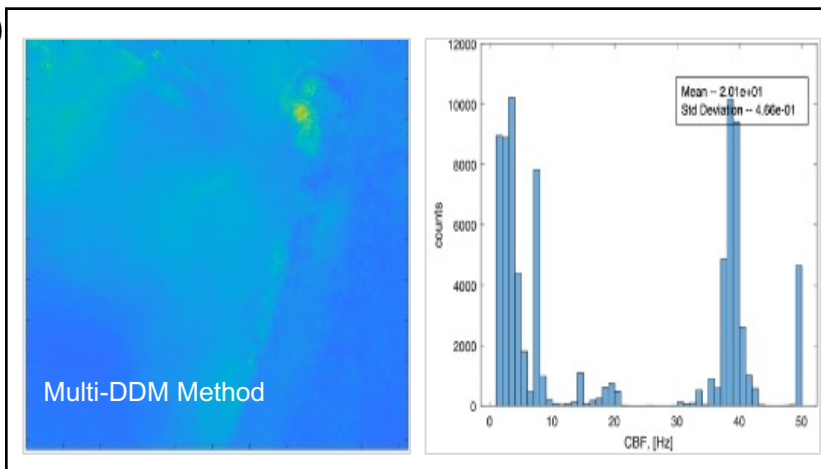 )
Multi-DDM Method
12000
10000
8000
6000
4000
2000
0
counts
Mean -- 2.01e+01
Std Deviation -- 4.66e-01
0 10 20 30 40 50
CBF, [Hz]